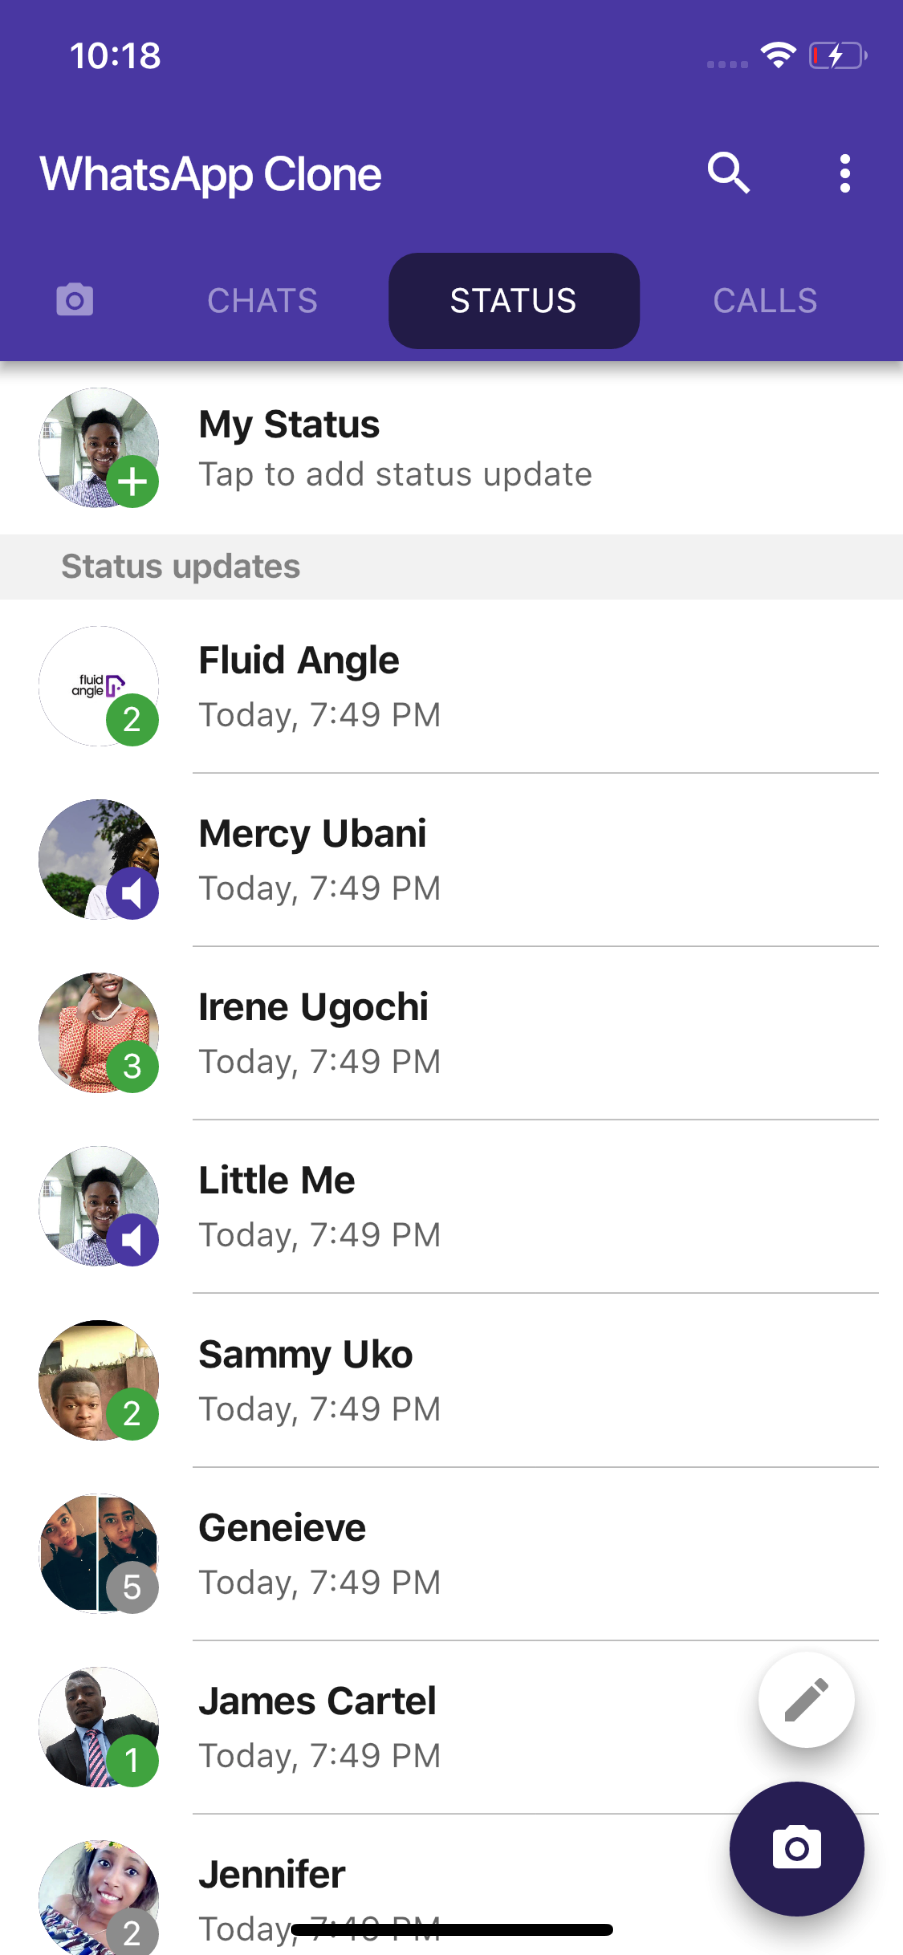 10:18
WhatsApp Clone
CHATS STATUS CALLS
My Status
Tap to add status update
Status updates
fluid
angle
2
Fluid Angle
Today, 7:49 PM
Mercy Ubani
Today, 7:49 PM
3
Irene Ugochi
Today, 7:49 PM
Little Me
Today, 7:49 PM
2
Sammy Uko
Today, 7:49 PM
5
Geneieve
Today, 7:49 PM
1
James Cartel
Today, 7:49 PM
2
Jennifer
Today, 7:49 PM